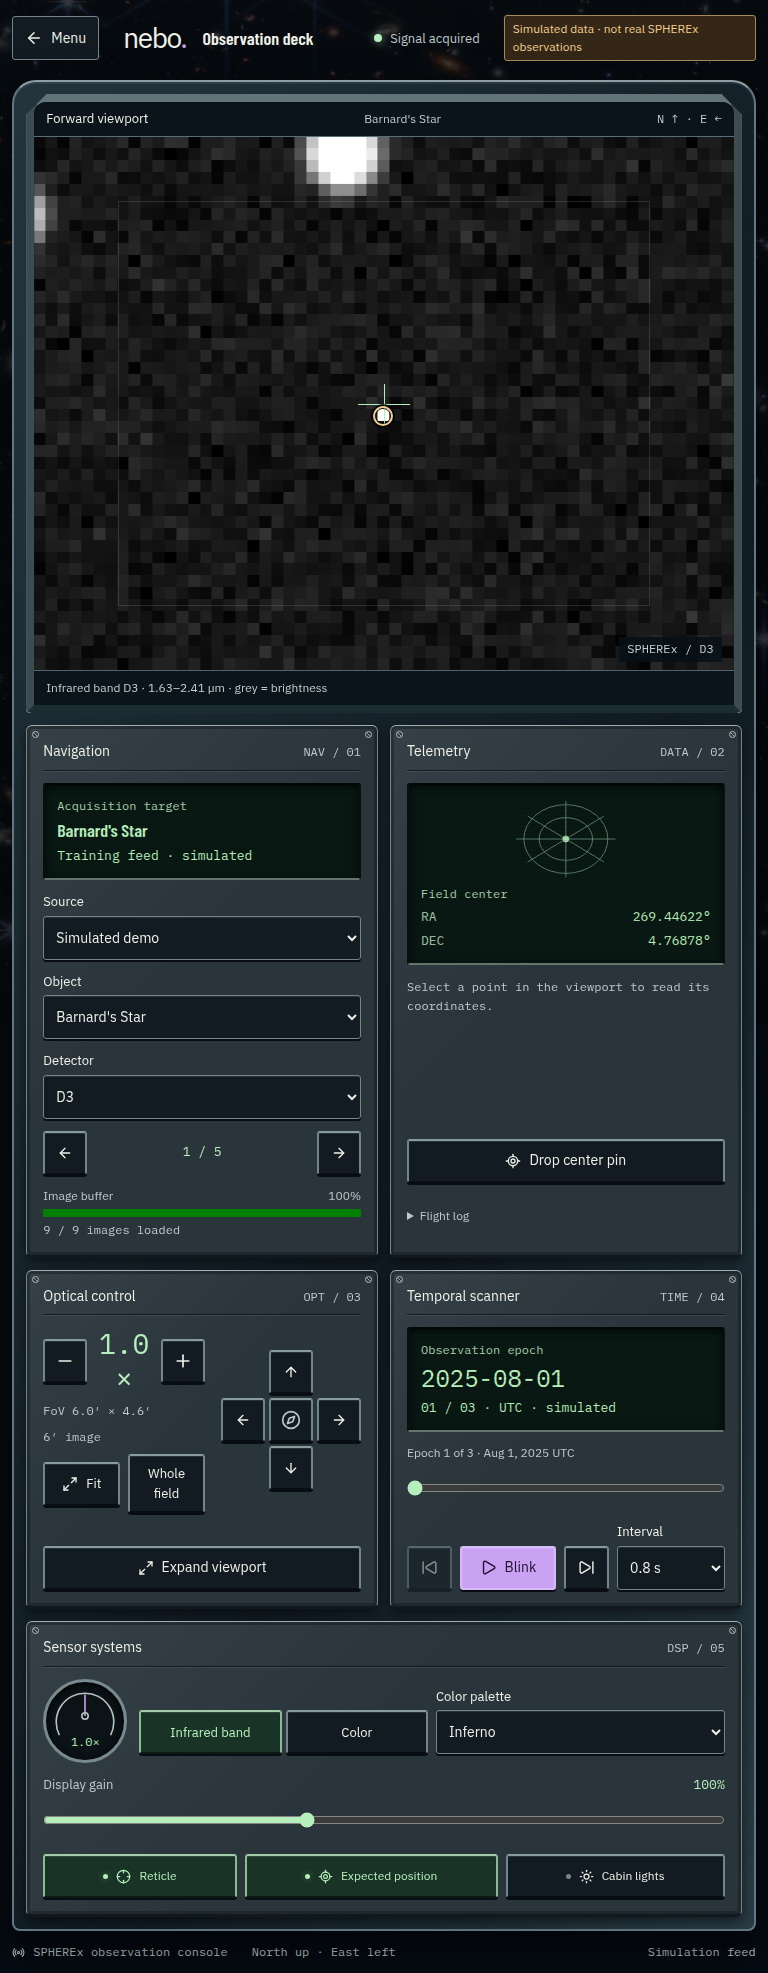 Menu
nebo.
Observation deck
Signal acquired
Simulated data · not real SPHEREx
observations
Forward viewport
Barnard's Star
N ↑ · E ←
SPHEREx / D3
Infrared band D3 · 1.63–2.41 µm · grey = brightness
Navigation
NAV / 01
Acquisition target
Barnard's Star
Training feed · simulated
Source
Simulated demo
Object
Barnard's Star
Detector
D3
1 / 5
Image buffer
100%
9 / 9 images loaded
Telemetry
DATA / 02
Field center
RA
269.44622°
DEC
4.76878°
Select a point in the viewport to read its
coordinates.
Drop center pin
Flight log
Optical control
OPT / 03
1.0
×
FoV 6.0′ × 4.6′
6′ image
Fit
Whole
field
Expand viewport
Temporal scanner
TIME / 04
Observation epoch
2025-08-01
01 / 03 · UTC · simulated
Epoch 1 of 3 · Aug 1, 2025 UTC
Interval
Blink
0.8 s
Sensor systems
DSP / 05
1.0×
Infrared band
Color
Color palette
Inferno
Display gain
100%
Reticle
Expected position
Cabin lights
SPHEREx observation console
North up · East left
Simulation feed